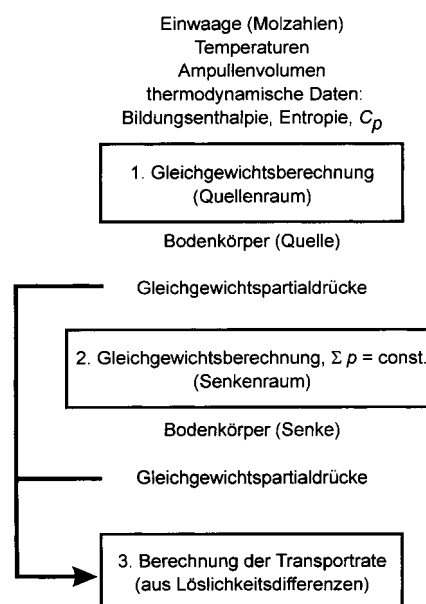 Einwaage (Molzahlen)
Temperaturen
Ampullenvolumen
thermodynamische Daten:
Bildungsenthalpie, Entropie, Cp
1. Gleichgewichtsberechnung
(Quellenraum)
Bodenkörper (Quelle)
Gleichgewichtspartialdrücke
2. Gleichgewichtsberechnung, Σ p = const.
(Senkenraum)
Bodenkörper (Senke)
Gleichgewichtspartialdrücke
3. Berechnung der Transportrate
(aus Löslichkeitsdifferenzen)